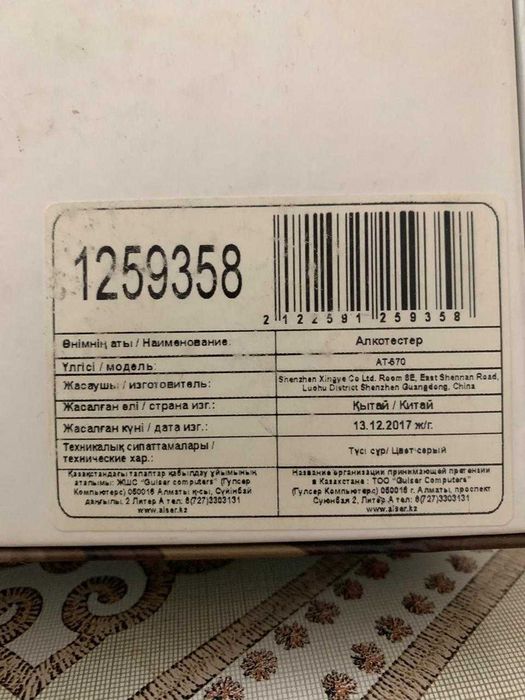 1259358
2 122591 259358
Өнімнің аты / Наименование: Алкотестер
Үлгісі / модель: AT-570
Жасаушы / изготовитель: Shenzhen Xingye Co Ltd. Room 8E, East Shennan Road,
Luohu District Shenzhen Guangdong, China
Жасалған елі / страна изг.: Қытай / Китай
Жасалған күні / дата изг.: 13.12.2017 ж/г.
Техникалық сипаттамалары /
технические хар.: Түсі сұр/ Цвет-серый
Қазақстандағы талаптар қабылдау ұйымының
аталымы: ЖШС "Gulser computers" (Гулсер
Компьютерс) 050016 Алматы қ-сы, Суюнбай
даңғылы, 2 Литер А тел: 8(727)3303131
www.alser.kz
Название организации принимающей претензии
в Казахстане : ТОО "Gulser Computers"
(Гулсер Компьютерс) 050016 г. Алматы, проспект
Суюнбая 2, Литер А тел: 8(727)3303131
www.alser.kz